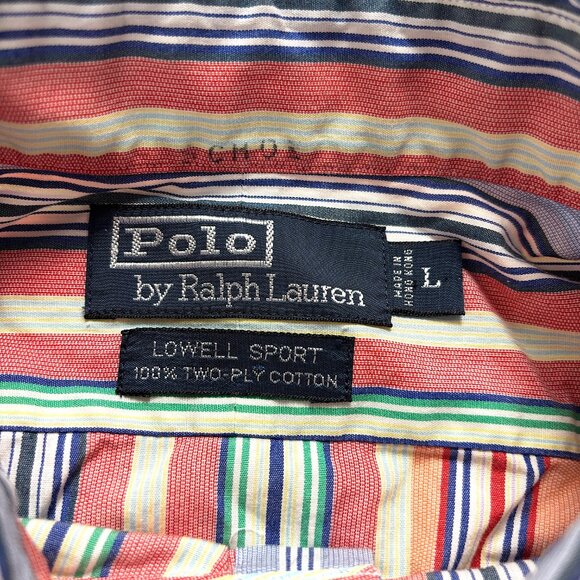 Polo
by Ralph Lauren
MADE IN
HONG KONG
L
LOWELL SPORT
100% TWO-PLY COTTON